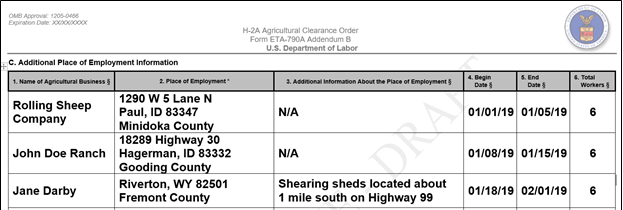 OMB Approval: 1205-0466
Expiration Date: XX/XX/XXXX
H-2A Agricultural Clearance Order
Form ETA-790A Addendum B
U.S. Department of Labor
C. Additional Place of Employment Information
1. Name of Agricultural Business § 2. Place of Employment * 3. Additional Information About the Place of Employment § 4. Begin Date § 5. End Date § 6. Total Workers §
Rolling Sheep Company 1290 W 5 Lane N
Paul, ID 83347
Minidoka County N/A 01/01/19 01/05/19 6
John Doe Ranch 18289 Highway 30
Hagerman, ID 83332
Gooding County N/A 01/08/19 01/15/19 6
Jane Darby Riverton, WY 82501
Fremont County Shearing sheds located about
1 mile south on Highway 99 01/18/19 02/01/19 6
DRAFT